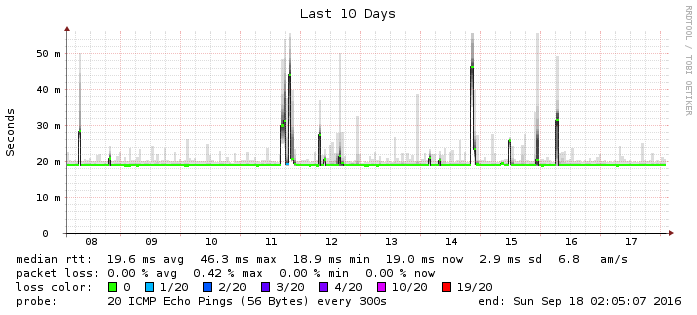 Last 10 Days
RRDTOOL / TOBI OETIKER
Seconds
50 m
40 m
30 m
20 m
10 m
0
08 09 10 11 12 13 14 15 16 17
median rtt: 19.6 ms avg 46.3 ms max 18.9 ms min 19.0 ms now 2.9 ms sd 6.8 am/s
packet loss: 0.00 % avg 0.42 % max 0.00 % min 0.00 % now
loss color: 0 1/20 2/20 3/20 4/20 10/20 19/20
probe: 20 ICMP Echo Pings (56 Bytes) every 300s end: Sun Sep 18 02:05:07 2016